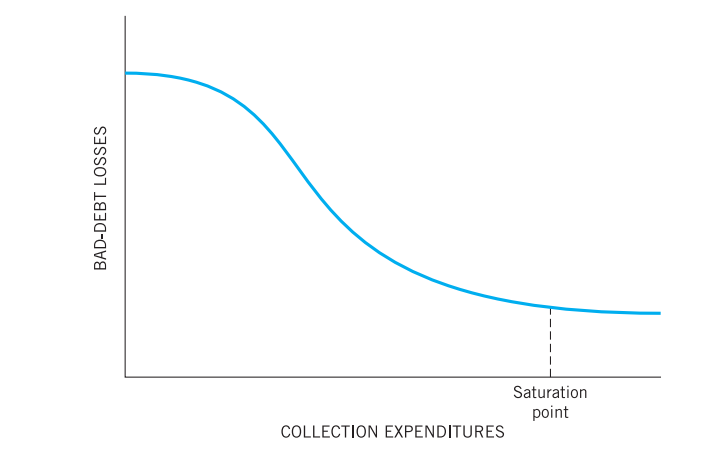 BAD-DEBT LOSSES
Saturation
point
COLLECTION EXPENDITURES